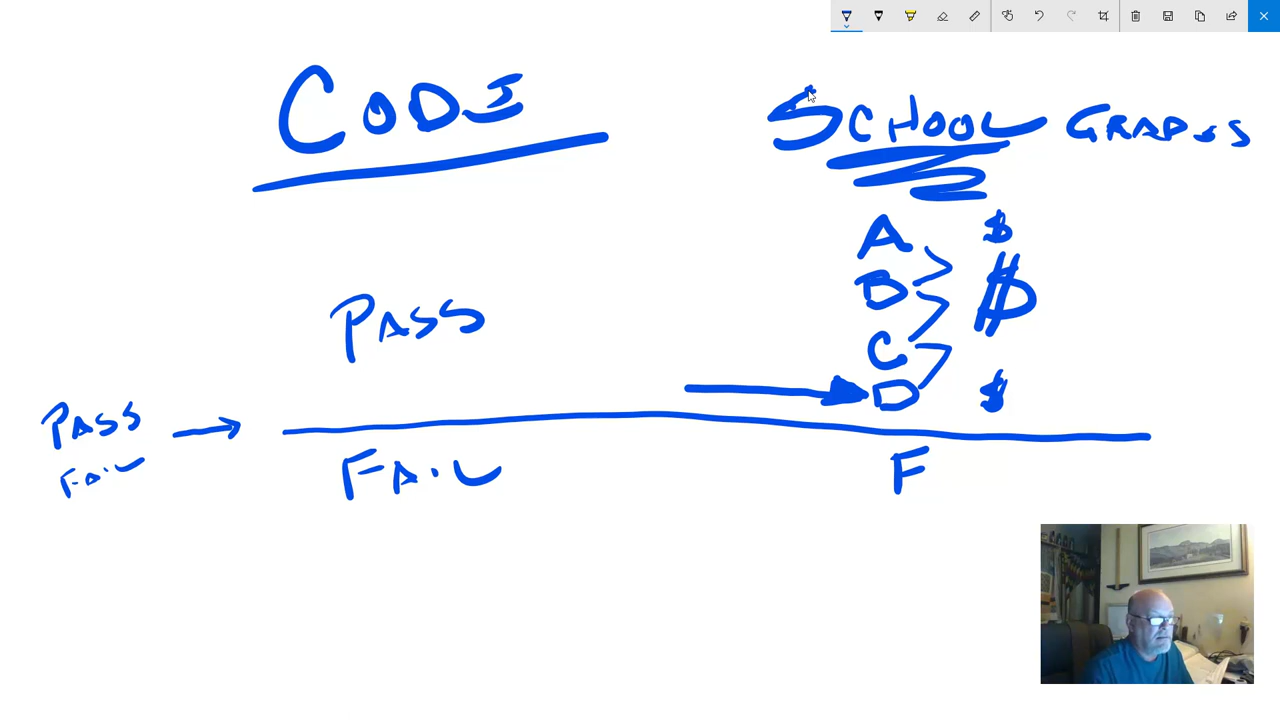 CODE
SCHOOL GRADES
A $
B $
C
PASS
D $
PASS
FAIL
FAIL
F